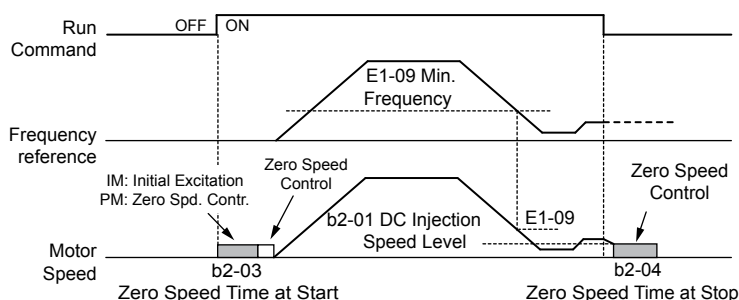 Run
Command
OFF
ON
E1-09 Min.
Frequency
Frequency
reference
IM: Initial Excitation
PM: Zero Spd. Contr.
Zero Speed
Control
b2-01 DC Injection
Speed Level
E1-09
Zero Speed
Control
Motor
Speed
b2-03
Zero Speed Time at Start
b2-04
Zero Speed Time at Stop